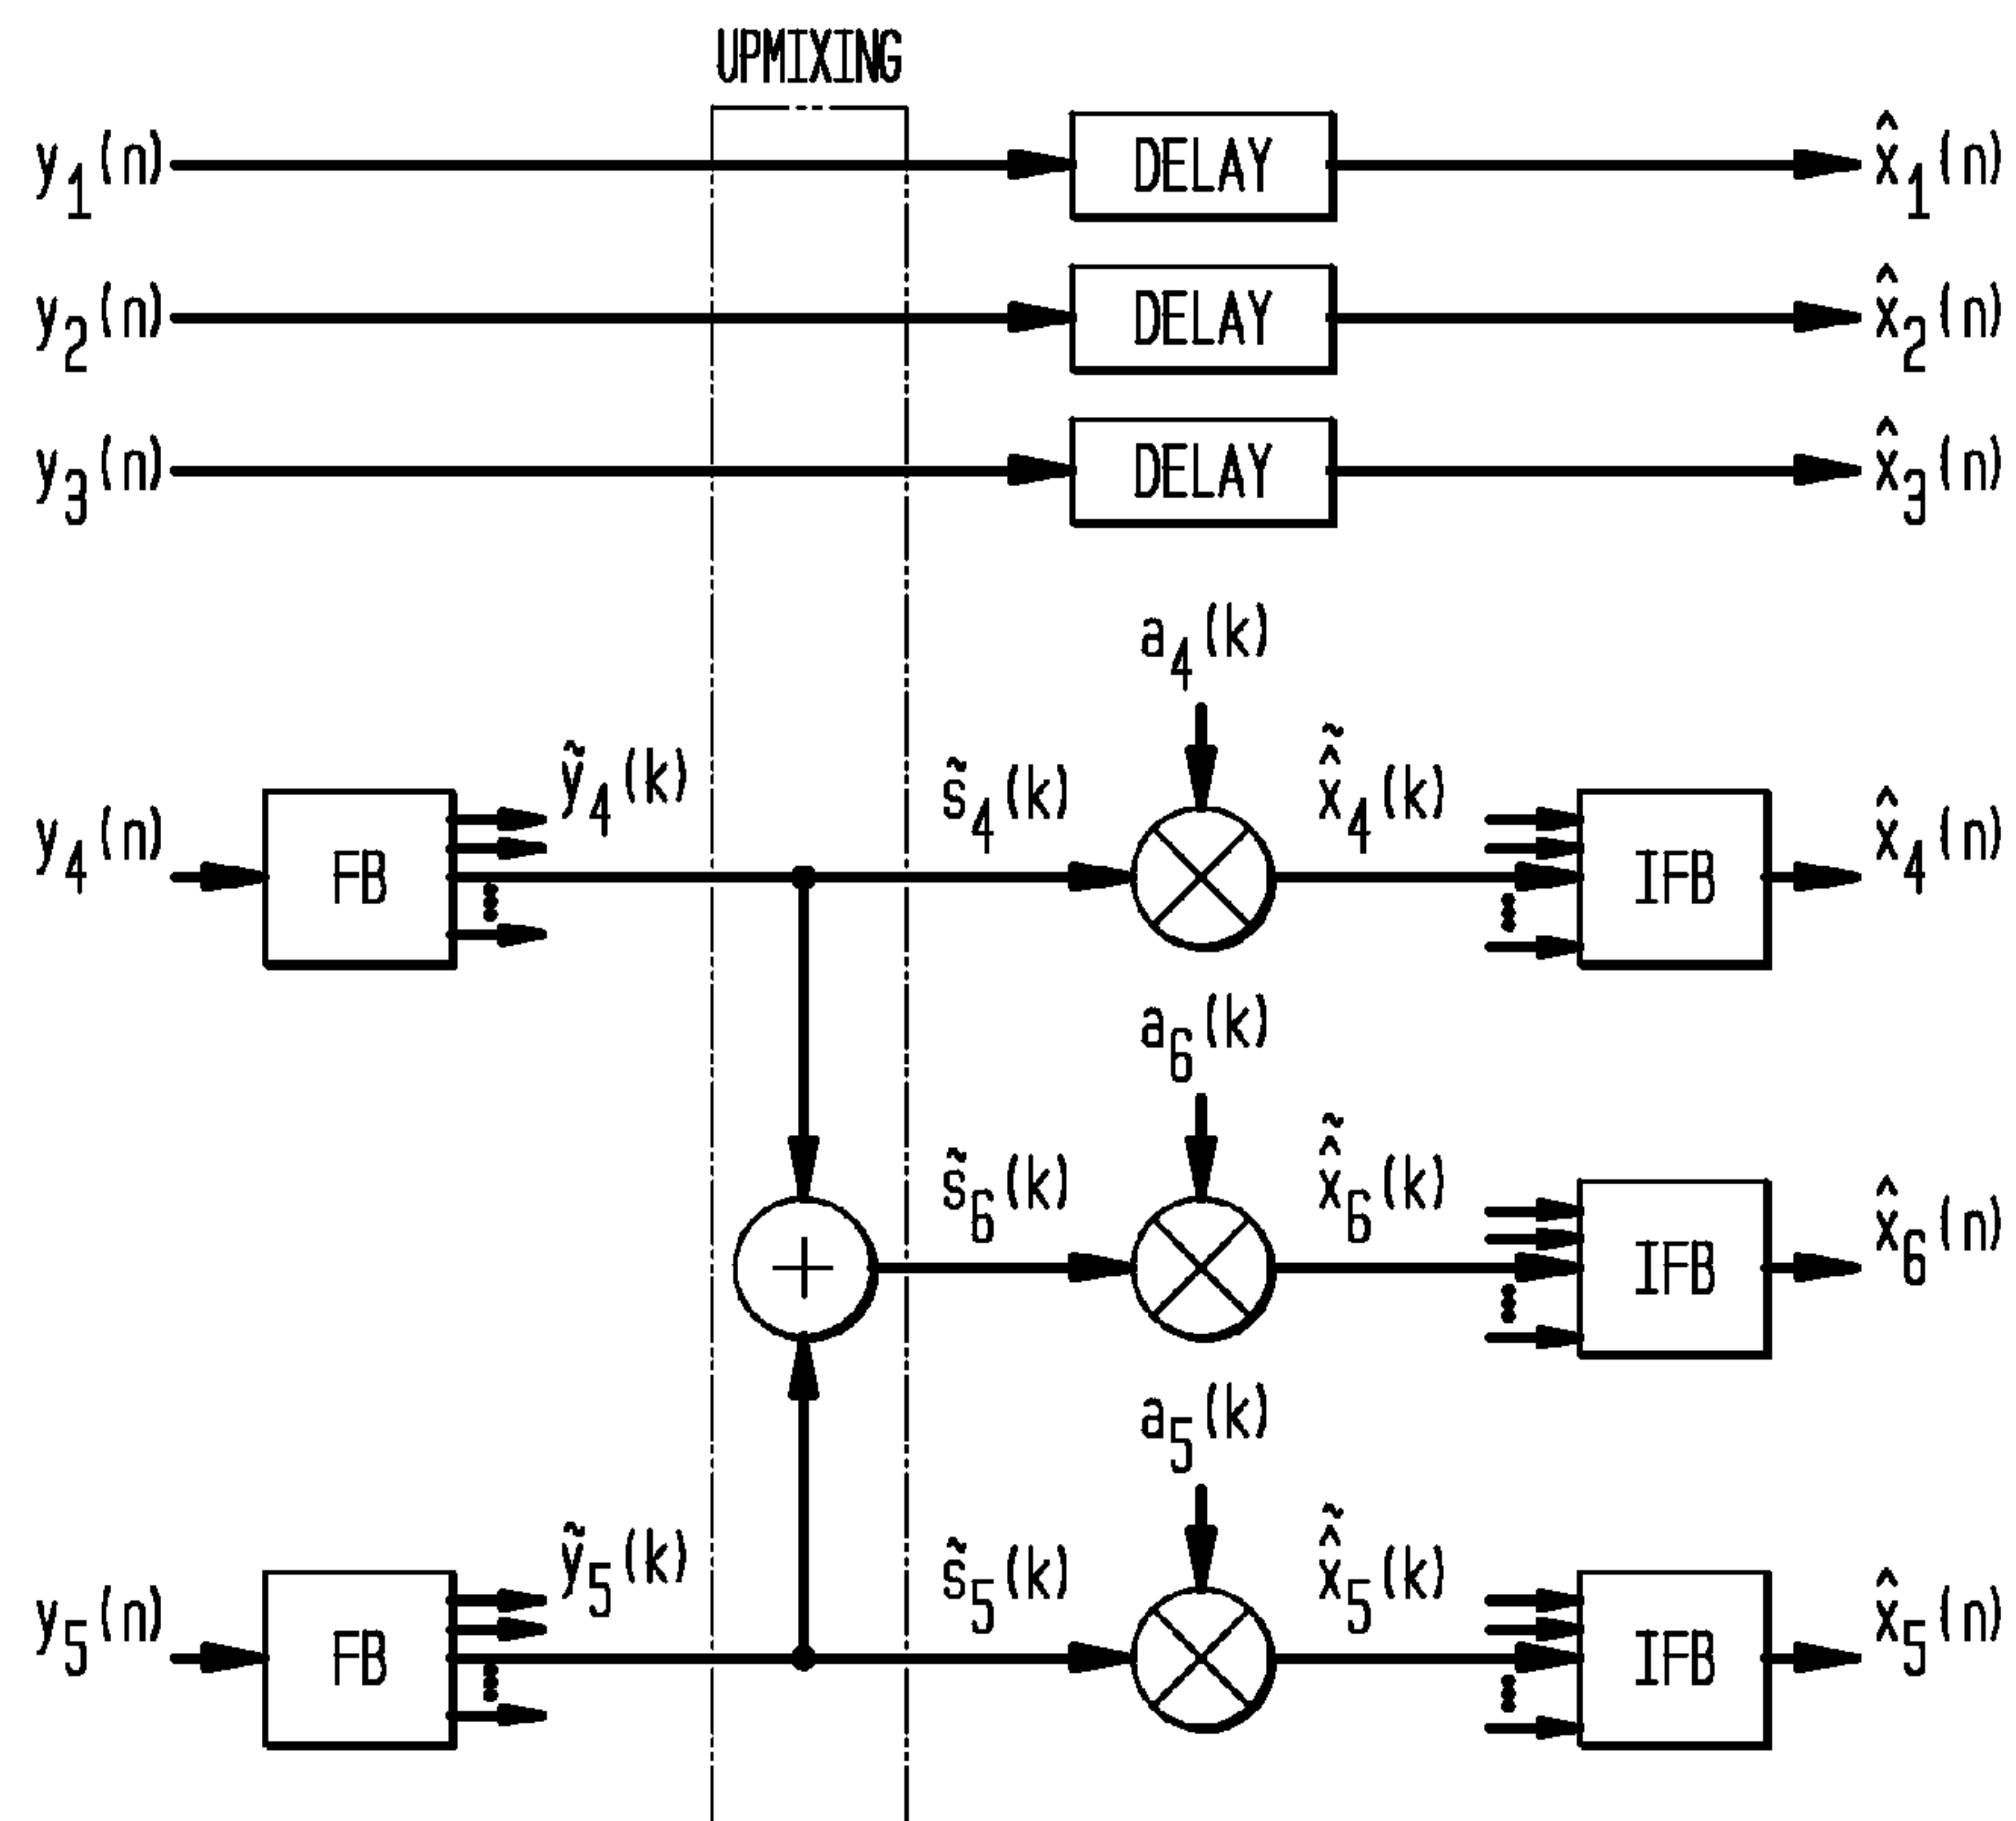 UPMIXING
y₁(n) DELAY x̂₁(n)
y₂(n) DELAY x̂₂(n)
y₃(n) DELAY x̂₃(n)
a₄(k)
y₄(n) FB ỹ₄(k) s̃₄(k) x̂̃₄(k) IFB x̂₄(n)
a₆(k)
s̃₆(k) x̂̃₆(k) IFB x̂₆(n)
a₅(k)
y₅(n) FB ỹ₅(k) s̃₅(k) x̂̃₅(k) IFB x̂₅(n)